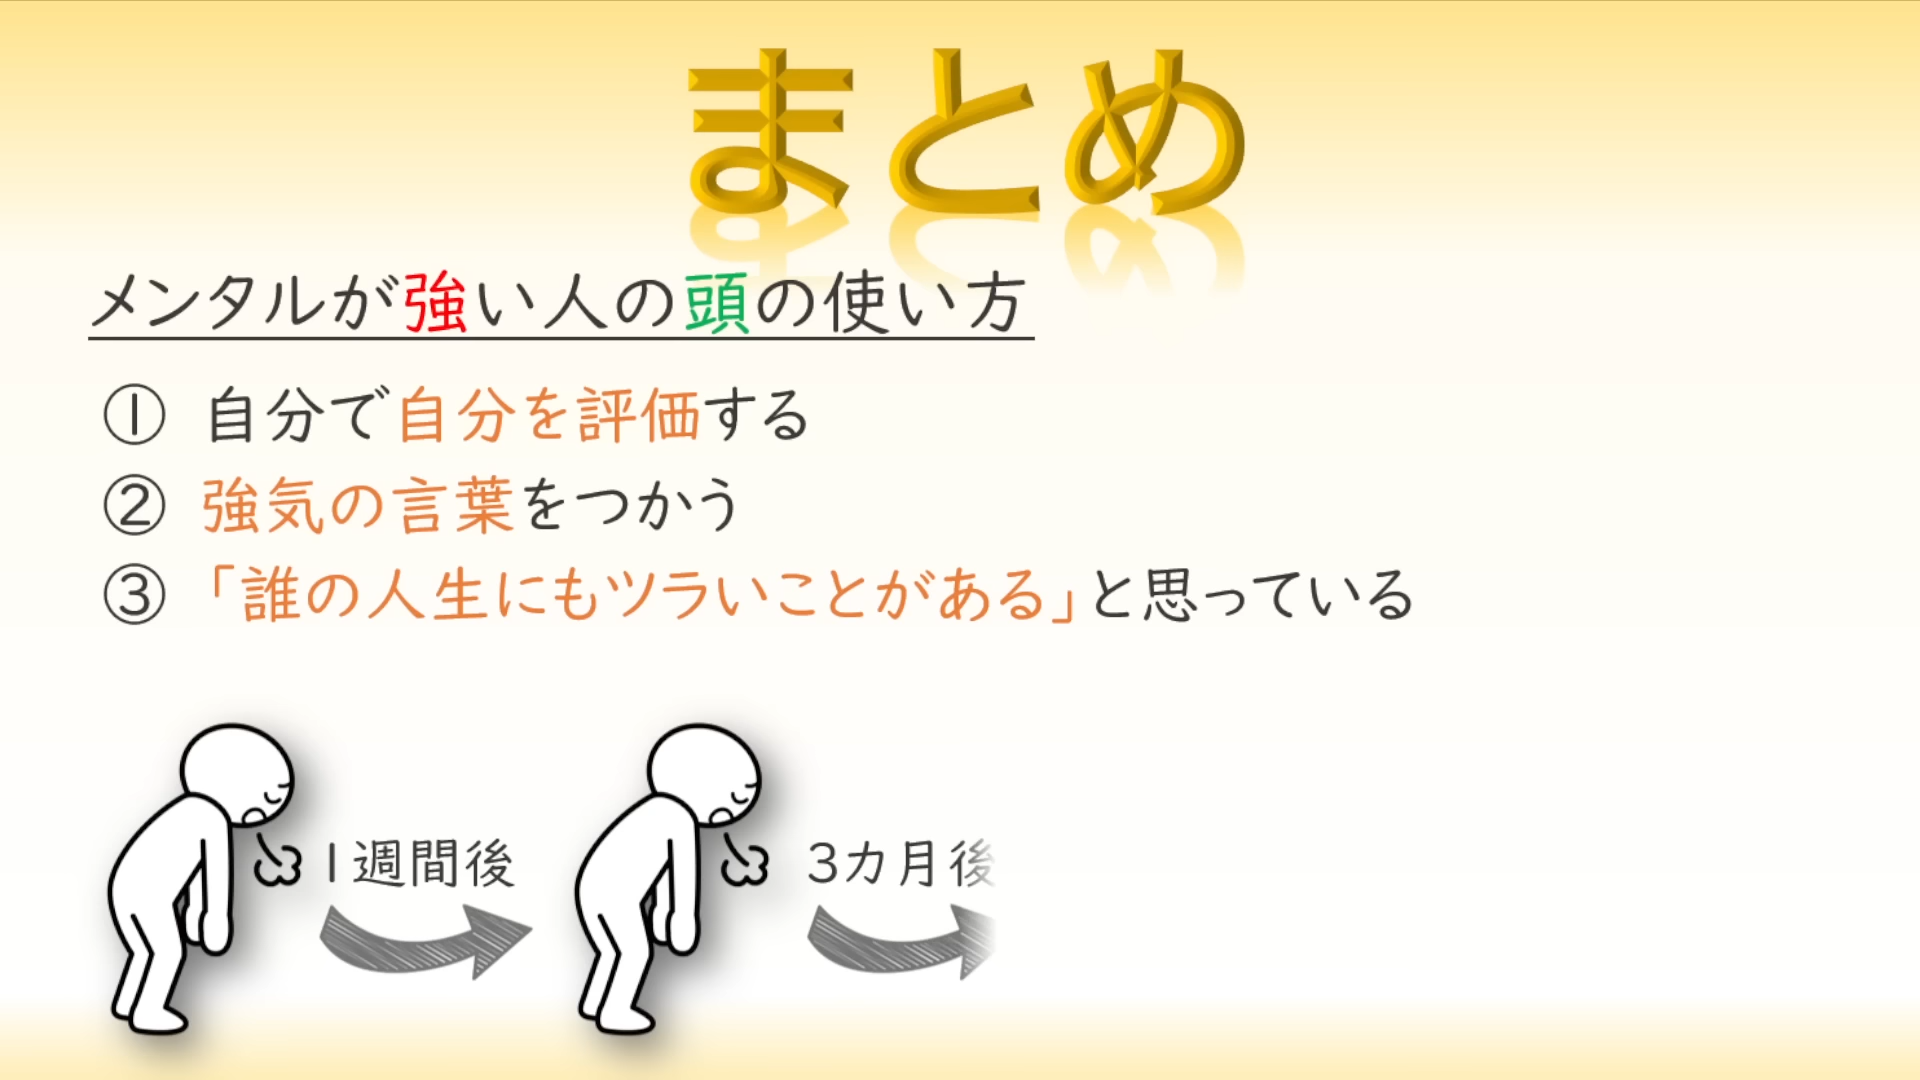 まとめ
メンタルが強い人の頭の使い方
① 自分で自分を評価する
② 強気の言葉をつかう
③ 「誰の人生にもツラいことがある」と思っている
1週間後
3カ月後